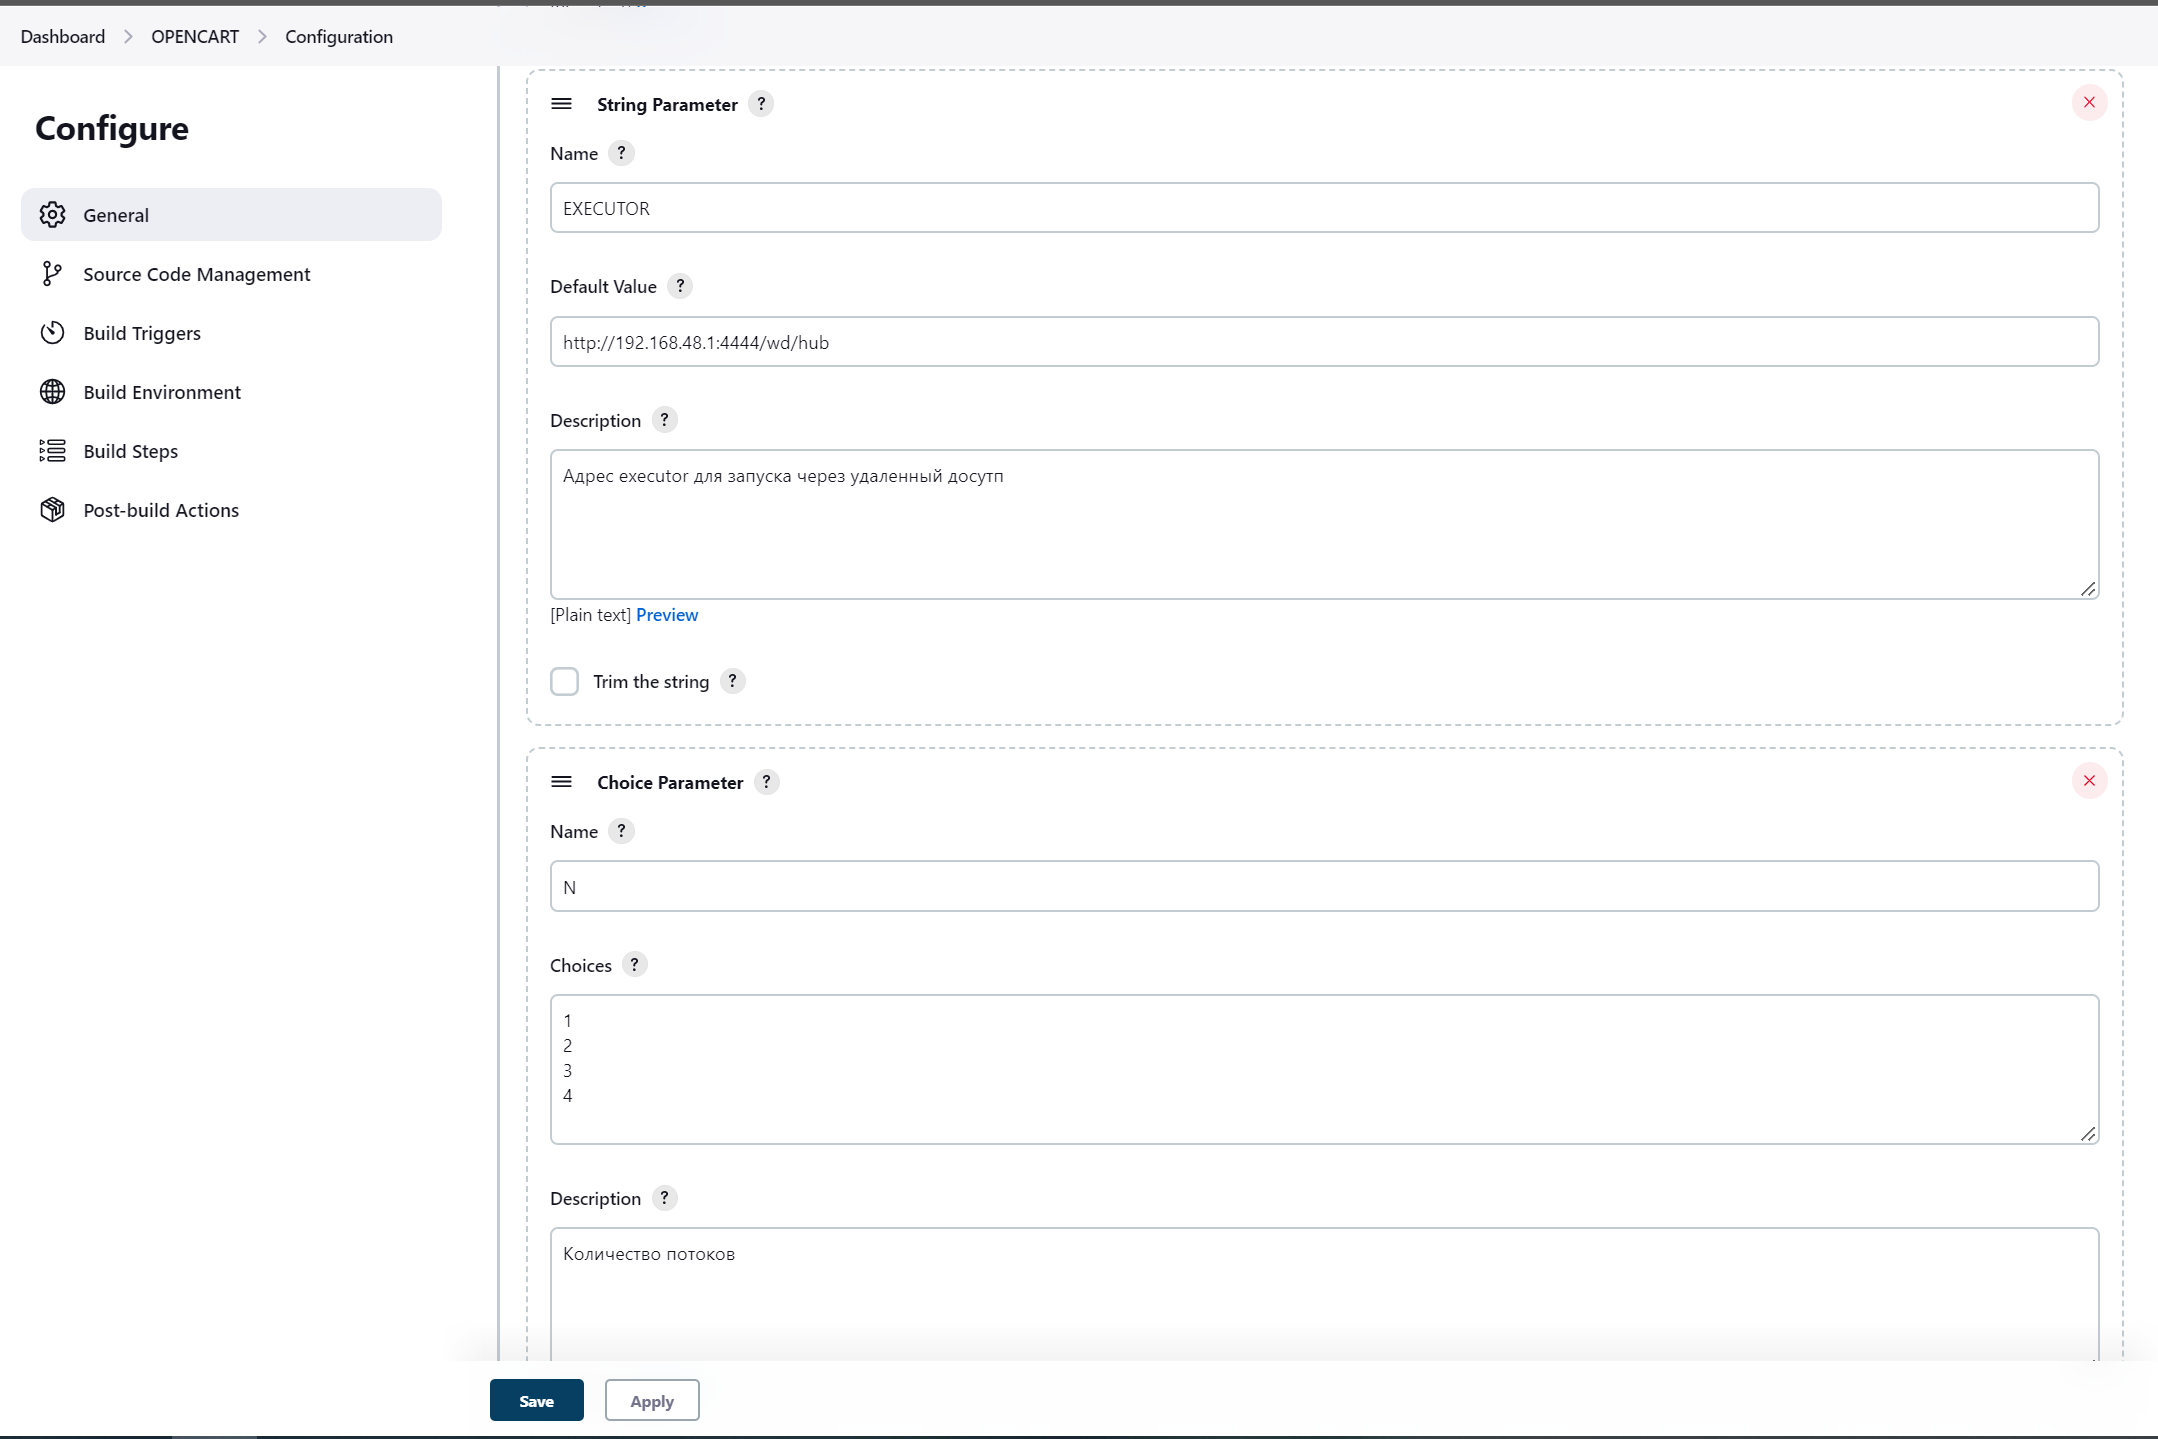 Dashboard > OPENCART > Configuration
Configure
General
Source Code Management
Build Triggers
Build Environment
Build Steps
Post-build Actions
String Parameter ?
Name ?
EXECUTOR
Default Value ?
http://192.168.48.1:4444/wd/hub
Description ?
Адрес executor для запуска через удаленный досутп
[Plain text] Preview
Trim the string ?
Choice Parameter ?
Name ?
N
Choices ?
1
2
3
4
Description ?
Количество потоков
Save Apply